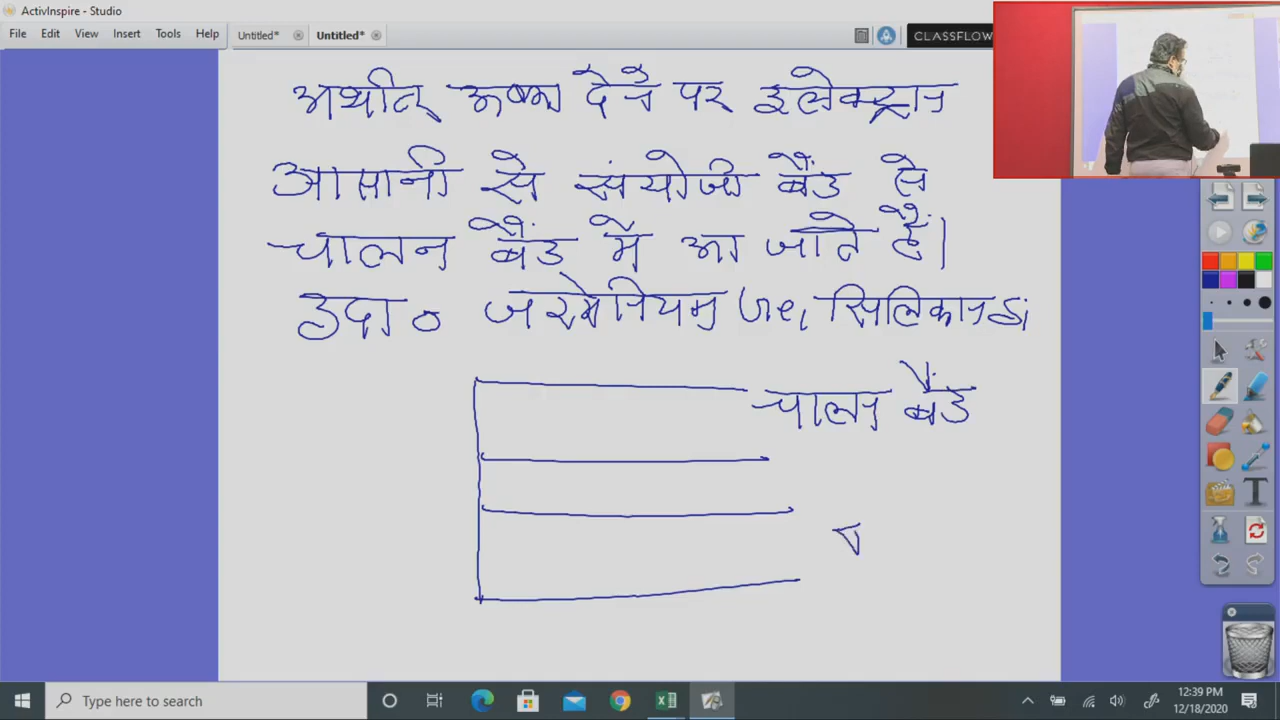 ActivInspire - Studio
File Edit View Insert Tools Help Untitled* Untitled* CLASSFLOW
अर्थात् ऊष्मा देने पर इलेक्ट्रान
आसानी से संयोजी बैंड से
चालन बैंड में आ जाते हैं।
उदा० जरमेनियम Ge, सिलिकान Si
चालन बैंड
Type here to search
12:39 PM
12/18/2020